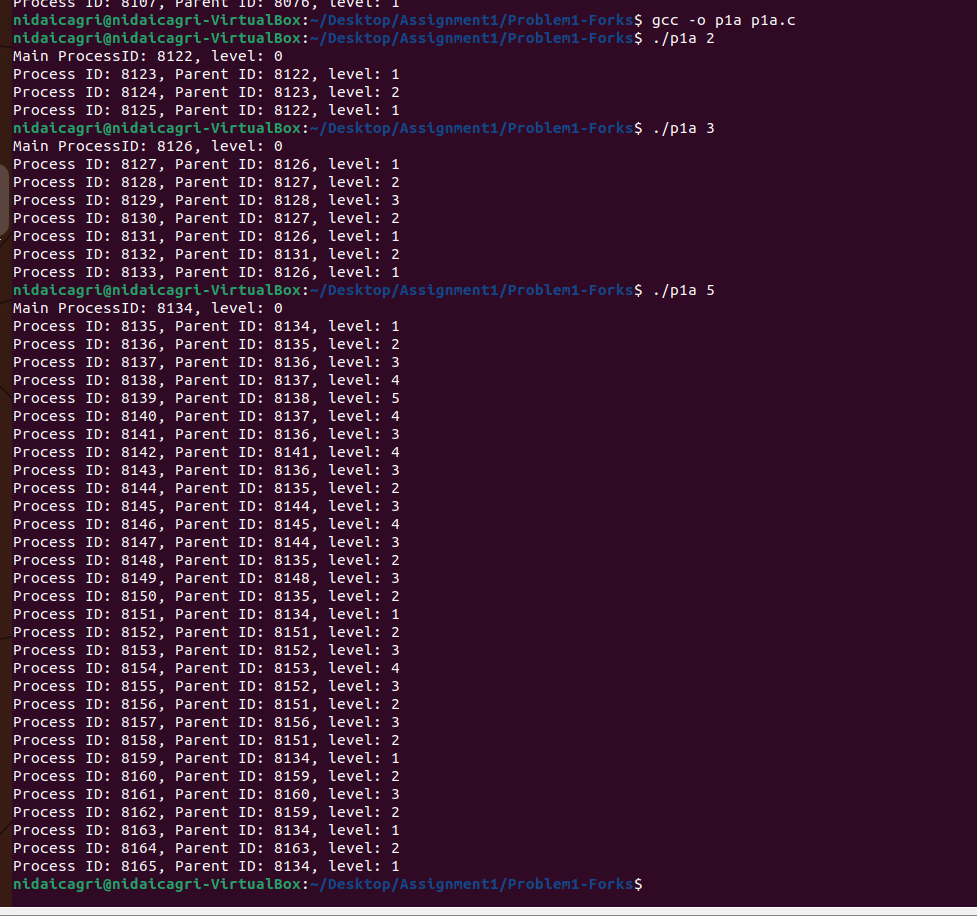 Process ID: 8107, Parent ID: 8076, level: 1
nidaicagri@nidaicagri-VirtualBox:~/Desktop/Assignment1/Problem1-Forks$ gcc -o p1a p1a.c
nidaicagri@nidaicagri-VirtualBox:~/Desktop/Assignment1/Problem1-Forks$ ./p1a 2
Main ProcessID: 8122, level: 0
Process ID: 8123, Parent ID: 8122, level: 1
Process ID: 8124, Parent ID: 8123, level: 2
Process ID: 8125, Parent ID: 8122, level: 1
nidaicagri@nidaicagri-VirtualBox:~/Desktop/Assignment1/Problem1-Forks$ ./p1a 3
Main ProcessID: 8126, level: 0
Process ID: 8127, Parent ID: 8126, level: 1
Process ID: 8128, Parent ID: 8127, level: 2
Process ID: 8129, Parent ID: 8128, level: 3
Process ID: 8130, Parent ID: 8127, level: 2
Process ID: 8131, Parent ID: 8126, level: 1
Process ID: 8132, Parent ID: 8131, level: 2
Process ID: 8133, Parent ID: 8126, level: 1
nidaicagri@nidaicagri-VirtualBox:~/Desktop/Assignment1/Problem1-Forks$ ./p1a 5
Main ProcessID: 8134, level: 0
Process ID: 8135, Parent ID: 8134, level: 1
Process ID: 8136, Parent ID: 8135, level: 2
Process ID: 8137, Parent ID: 8136, level: 3
Process ID: 8138, Parent ID: 8137, level: 4
Process ID: 8139, Parent ID: 8138, level: 5
Process ID: 8140, Parent ID: 8137, level: 4
Process ID: 8141, Parent ID: 8136, level: 3
Process ID: 8142, Parent ID: 8141, level: 4
Process ID: 8143, Parent ID: 8136, level: 3
Process ID: 8144, Parent ID: 8135, level: 2
Process ID: 8145, Parent ID: 8144, level: 3
Process ID: 8146, Parent ID: 8145, level: 4
Process ID: 8147, Parent ID: 8144, level: 3
Process ID: 8148, Parent ID: 8135, level: 2
Process ID: 8149, Parent ID: 8148, level: 3
Process ID: 8150, Parent ID: 8135, level: 2
Process ID: 8151, Parent ID: 8134, level: 1
Process ID: 8152, Parent ID: 8151, level: 2
Process ID: 8153, Parent ID: 8152, level: 3
Process ID: 8154, Parent ID: 8153, level: 4
Process ID: 8155, Parent ID: 8152, level: 3
Process ID: 8156, Parent ID: 8151, level: 2
Process ID: 8157, Parent ID: 8156, level: 3
Process ID: 8158, Parent ID: 8151, level: 2
Process ID: 8159, Parent ID: 8134, level: 1
Process ID: 8160, Parent ID: 8159, level: 2
Process ID: 8161, Parent ID: 8160, level: 3
Process ID: 8162, Parent ID: 8159, level: 2
Process ID: 8163, Parent ID: 8134, level: 1
Process ID: 8164, Parent ID: 8163, level: 2
Process ID: 8165, Parent ID: 8134, level: 1
nidaicagri@nidaicagri-VirtualBox:~/Desktop/Assignment1/Problem1-Forks$